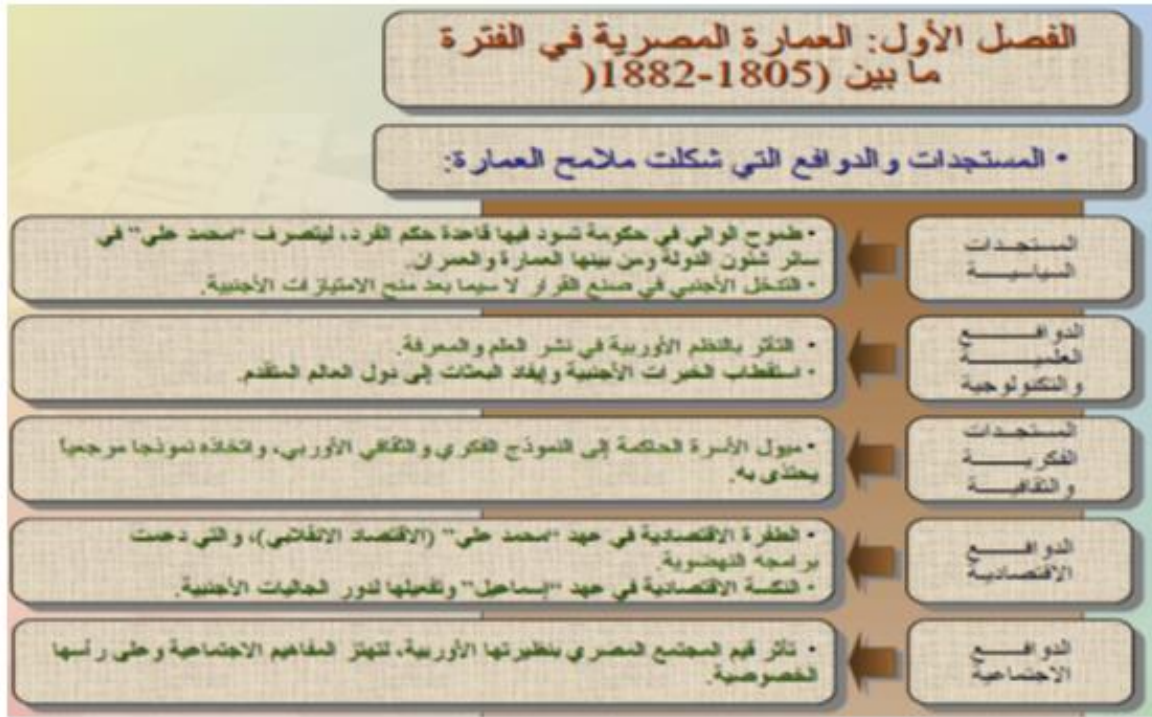 الفصل الأول: العمارة المصرية في الفترة
ما بين (1805-1882(
• المستجدات والدوافع التي شكلت ملامح العمارة:
المستجدات
السياسية
• طموح الوالي في حكومة تسود فيها قاعدة حكم الفرد، ليتصرف "محمد علي" في
سائر شئون الدولة ومن بينها العمارة والعمران.
• التدخل الأجنبي في صنع القرار لا سيما بعد منح الامتيازات الأجنبية.
الدوافع
العلمية
والتكنولوجية
• التأثر بالنظم الأوربية في نشر العلم والمعرفة.
• استقطاب الخبرات الأجنبية وإيفاد البعثات إلى دول العالم المتقدم.
المستجدات
الفكرية
والثقافية
• ميول الأسرة الحاكمة إلى النموذج الفكري والثقافي الأوربي، واتخاذه نموذجا مرجعياً
يحتذى به.
الدوافع
الاقتصادية
• الطفرة الاقتصادية في عهد "محمد علي" (الاقتصاد الانقلابي)، والتي دعمت
برامجه النهضوية.
• النكسة الاقتصادية في عهد "إسماعيل" وتفعيلها لدور الجاليات الأجنبية.
الدوافع
الاجتماعية
• تأثر قيم المجتمع المصري بنظيرتها الأوربية، لتهتز المفاهيم الاجتماعية وعلى رأسها
الخصوصية.